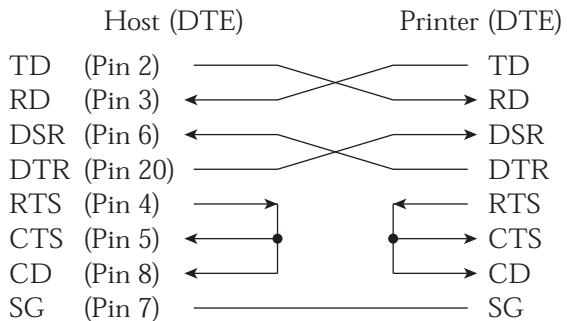 Host (DTE) Printer (DTE)
TD (Pin 2) TD
RD (Pin 3) RD
DSR (Pin 6) DSR
DTR (Pin 20) DTR
RTS (Pin 4) RTS
CTS (Pin 5) CTS
CD (Pin 8) CD
SG (Pin 7) SG